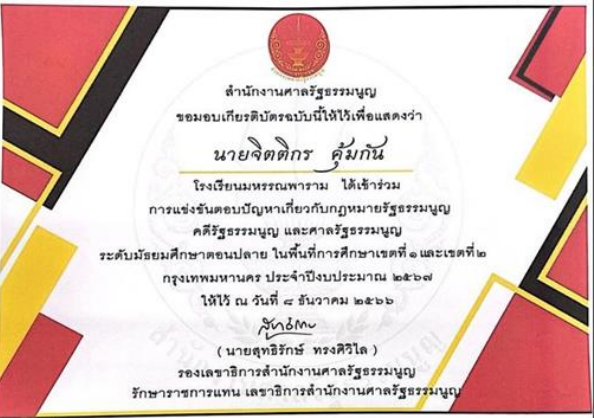 สำนักงานศาลรัฐธรรมนูญ
ขอมอบเกียรติบัตรฉบับนี้ให้ไว้เพื่อแสดงว่า
นายจิตติกร คุ้มกัน
โรงเรียนมหรรณพาราม ได้เข้าร่วม
การแข่งขันตอบปัญหาเกี่ยวกับกฎหมายรัฐธรรมนูญ
คดีรัฐธรรมนูญ และศาลรัฐธรรมนูญ
ระดับมัธยมศึกษาตอนปลาย ในพื้นที่การศึกษาเขตที่ ๑ และเขตที่ ๒
กรุงเทพมหานคร ประจำปีงบประมาณ ๒๕๖๗
ให้ไว้ ณ วันที่ ๘ ธันวาคม ๒๕๖๖
( นายสุทธิรักษ์ ทรงศิวิไล )
รองเลขาธิการสำนักงานศาลรัฐธรรมนูญ
รักษาราชการแทน เลขาธิการสำนักงานศาลรัฐธรรมนูญ